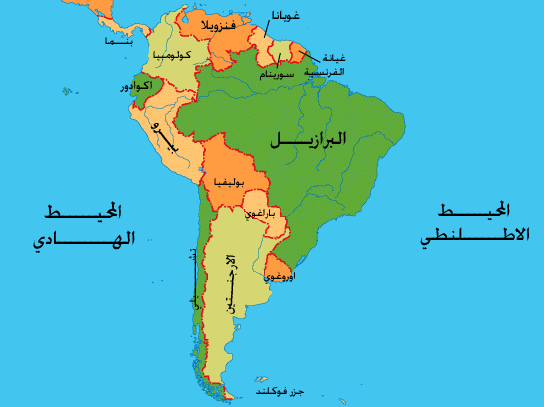 غويانا
فنزويلا
بنما
كولومبيا
سورينام
غيانة
الفرنسية
اكوادور
بيرو
البرازيل
بوليفيا
المحيط
الهادي
المحيط
الاطلنطي
باراغوي
تشيلي
الارجنتين
اوروغوي
جزر فوكلند